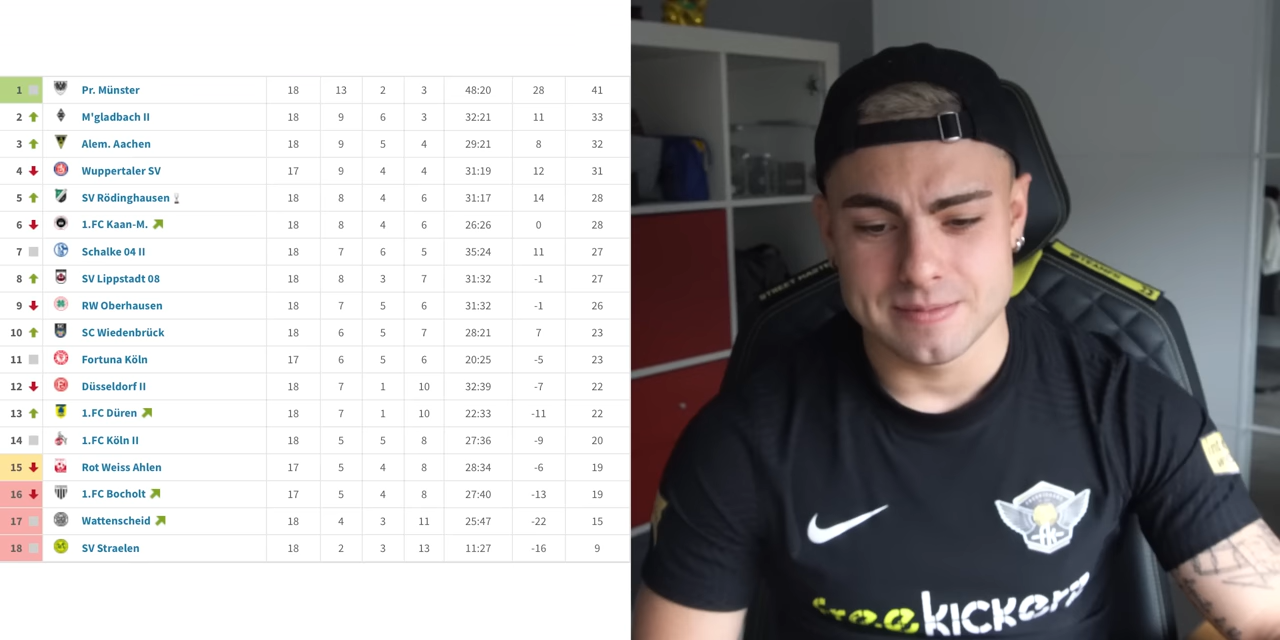 1 Pr. Münster 18 13 2 3 48:20 28 41
2 M'gladbach II 18 9 6 3 32:21 11 33
3 Alem. Aachen 18 9 5 4 29:21 8 32
4 Wuppertaler SV 17 9 4 4 31:19 12 31
5 SV Rödinghausen 18 8 4 6 31:17 14 28
6 1.FC Kaan-M. 18 8 4 6 26:26 0 28
7 Schalke 04 II 18 7 6 5 35:24 11 27
8 SV Lippstadt 08 18 8 3 7 31:32 -1 27
9 RW Oberhausen 18 7 5 6 31:32 -1 26
10 SC Wiedenbrück 18 6 5 7 28:21 7 23
11 Fortuna Köln 17 6 5 6 20:25 -5 23
12 Düsseldorf II 18 7 1 10 32:39 -7 22
13 1.FC Düren 18 7 1 10 22:33 -11 22
14 1.FC Köln II 18 5 5 8 27:36 -9 20
15 Rot Weiss Ahlen 17 5 4 8 28:34 -6 19
16 1.FC Bocholt 17 5 4 8 27:40 -13 19
17 Wattenscheid 18 4 3 11 25:47 -22 15
18 SV Straelen 18 2 3 13 11:27 -16 9
STREET
freekickerz